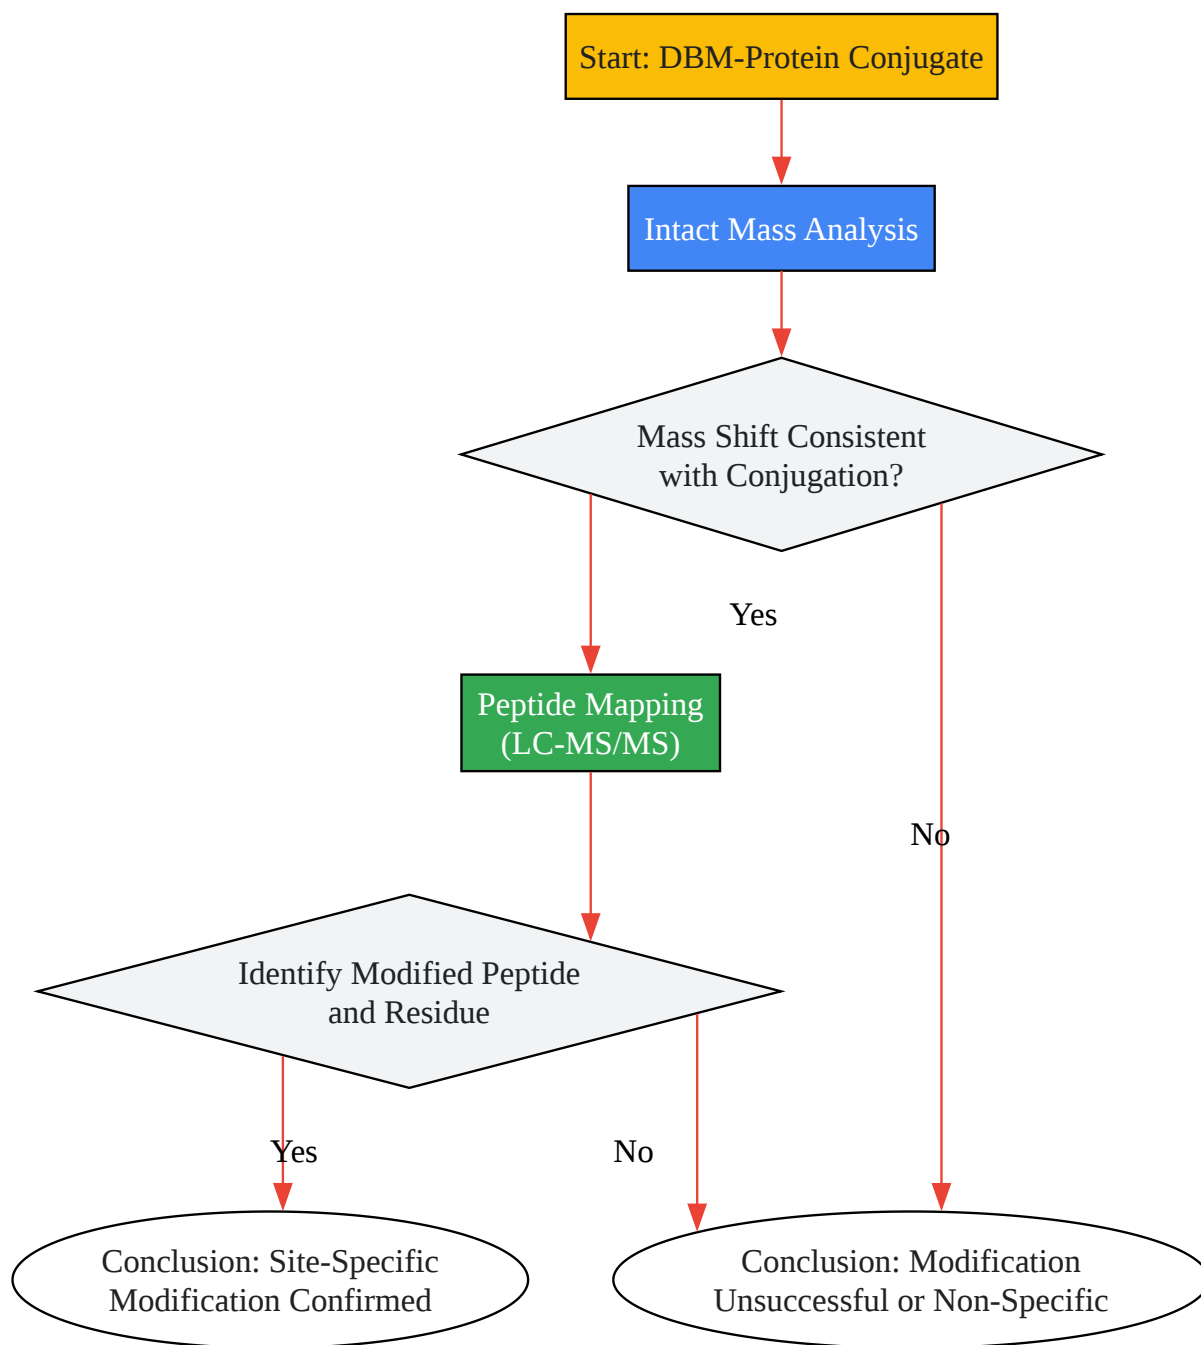 Start: DBM-Protein Conjugate
Intact Mass Analysis
Mass Shift Consistent
with Conjugation?
Yes
Peptide Mapping
(LC-MS/MS)
No
Identify Modified Peptide
and Residue
Yes
No
Conclusion: Site-Specific
Modification Confirmed
Conclusion: Modification
Unsuccessful or Non-Specific